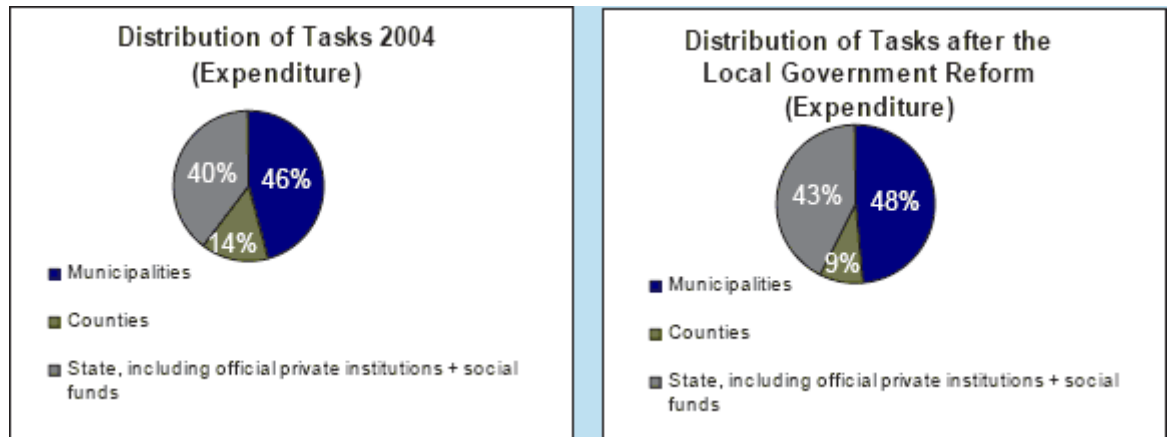 Distribution of Tasks 2004
(Expenditure)
40%
46%
14%
Municipalities
Counties
State, including official private institutions + social
funds
Distribution of Tasks after the
Local Government Reform
(Expenditure)
43%
48%
9%
Municipalities
Counties
State, including official private institutions + social
funds